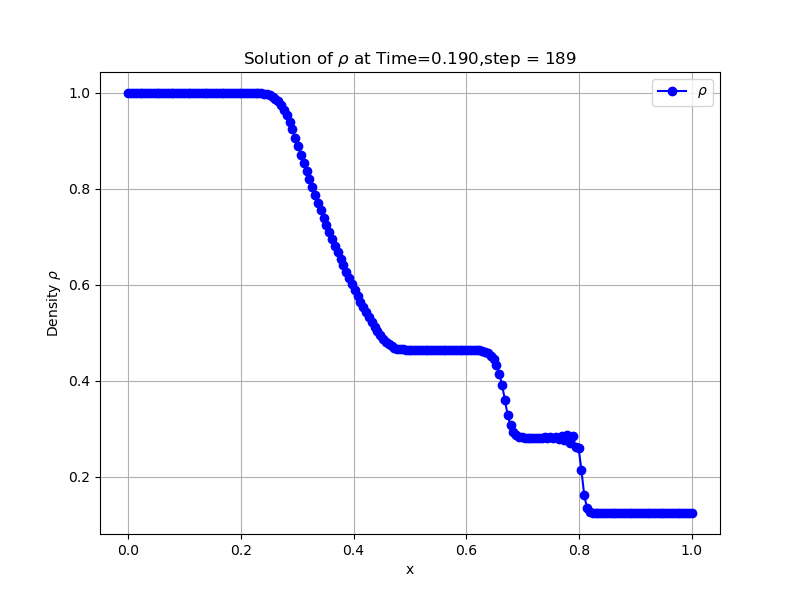 Solution of ρ at Time=0.190,step = 189
ρ
Density ρ
1.0
0.8
0.6
0.4
0.2
0.0 0.2 0.4 0.6 0.8 1.0
x